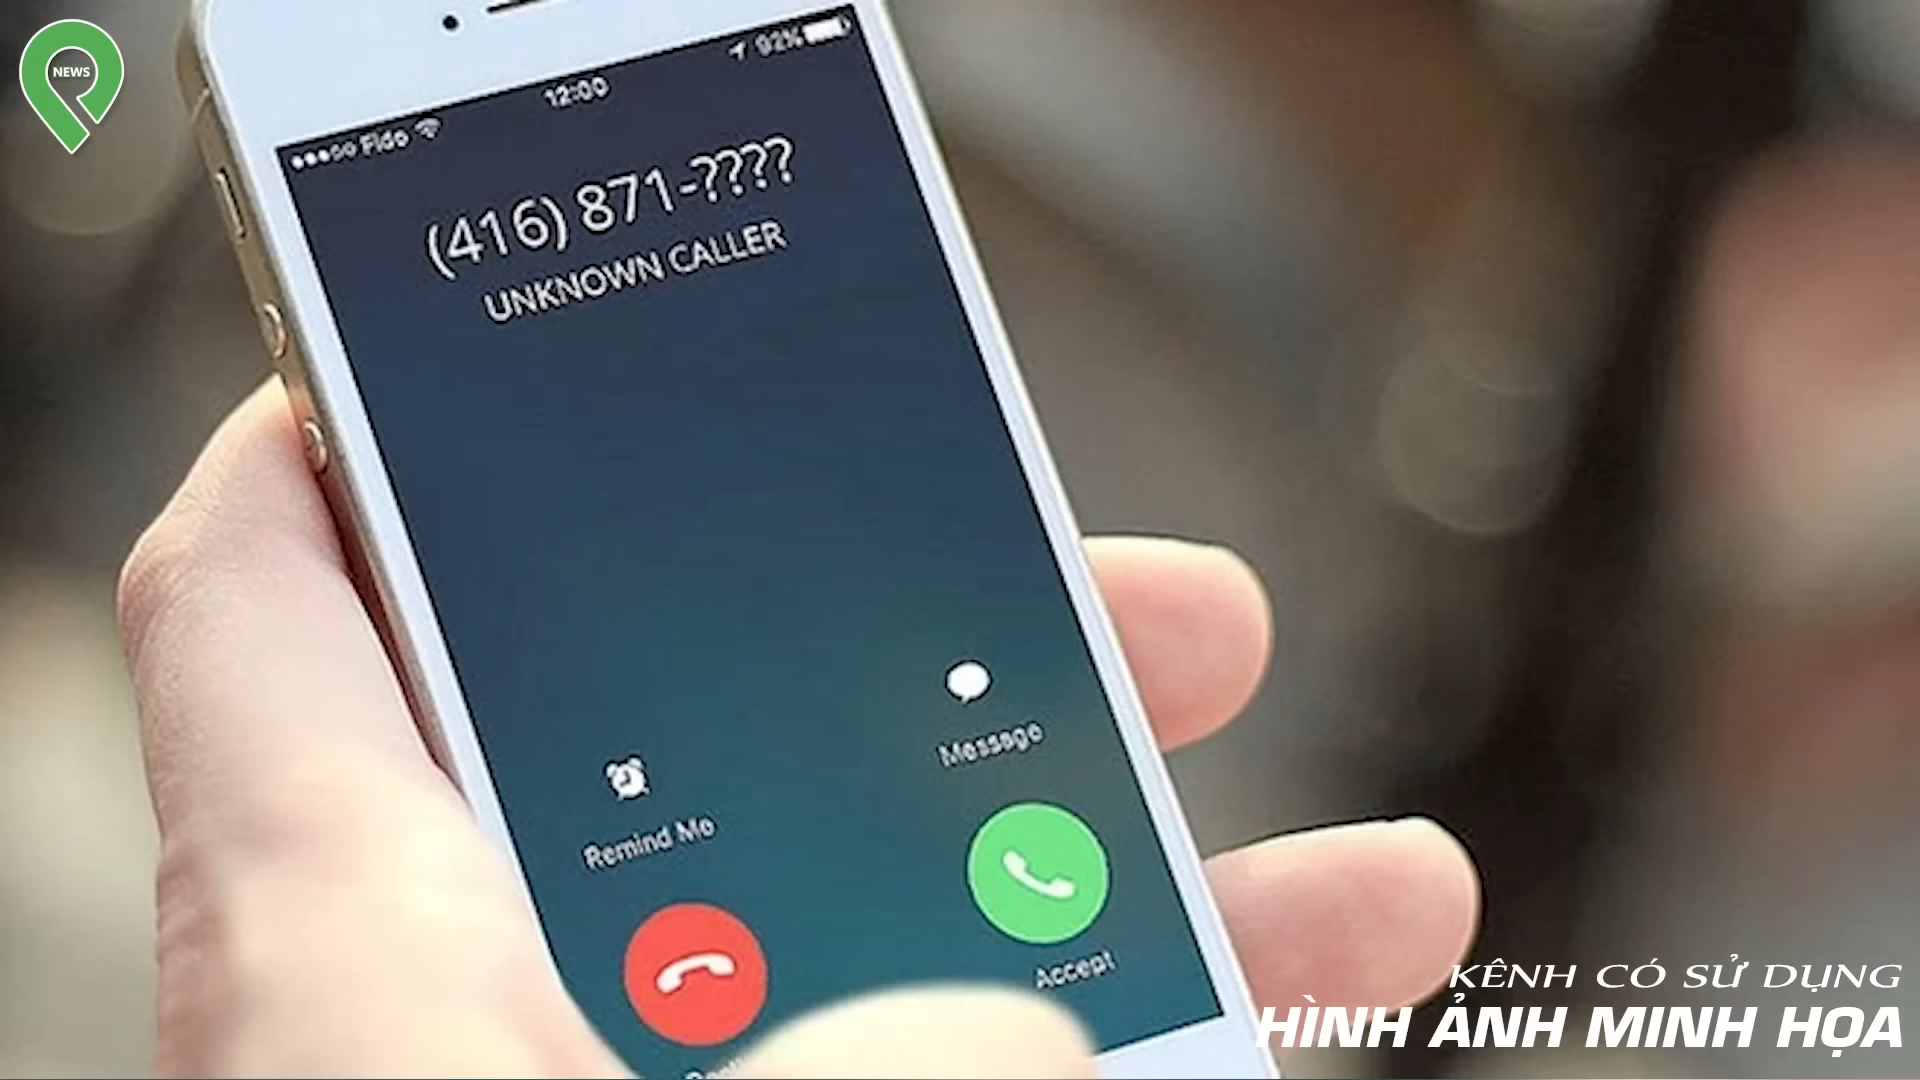 NEWS
●●●○○ Fido
12:00
92%
(416) 871-????
UNKNOWN CALLER
Remind Me
Message
Accept
KÊNH CÓ SỬ DỤNG
HÌNH ẢNH MINH HỌA